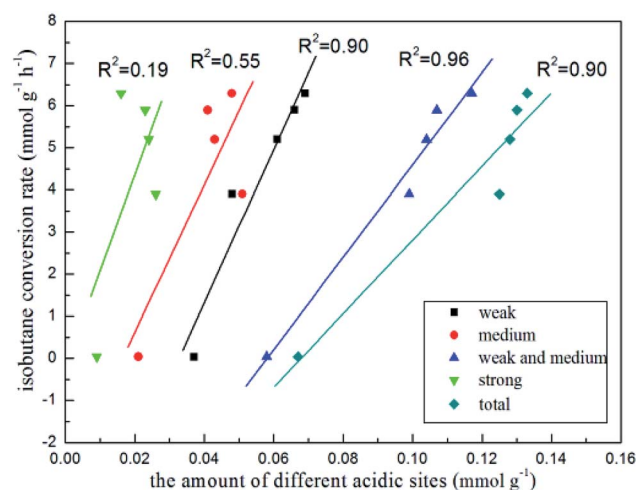 8
7
6
5
4
3
2
1
0
-1
-2
isobutane conversion rate (mmol g⁻¹ h⁻¹)
R²=0.19
R²=0.55
R²=0.90
R²=0.96
R²=0.90
weak
medium
weak and medium
strong
total
0.00 0.02 0.04 0.06 0.08 0.10 0.12 0.14 0.16
the amount of different acidic sites (mmol g⁻¹)